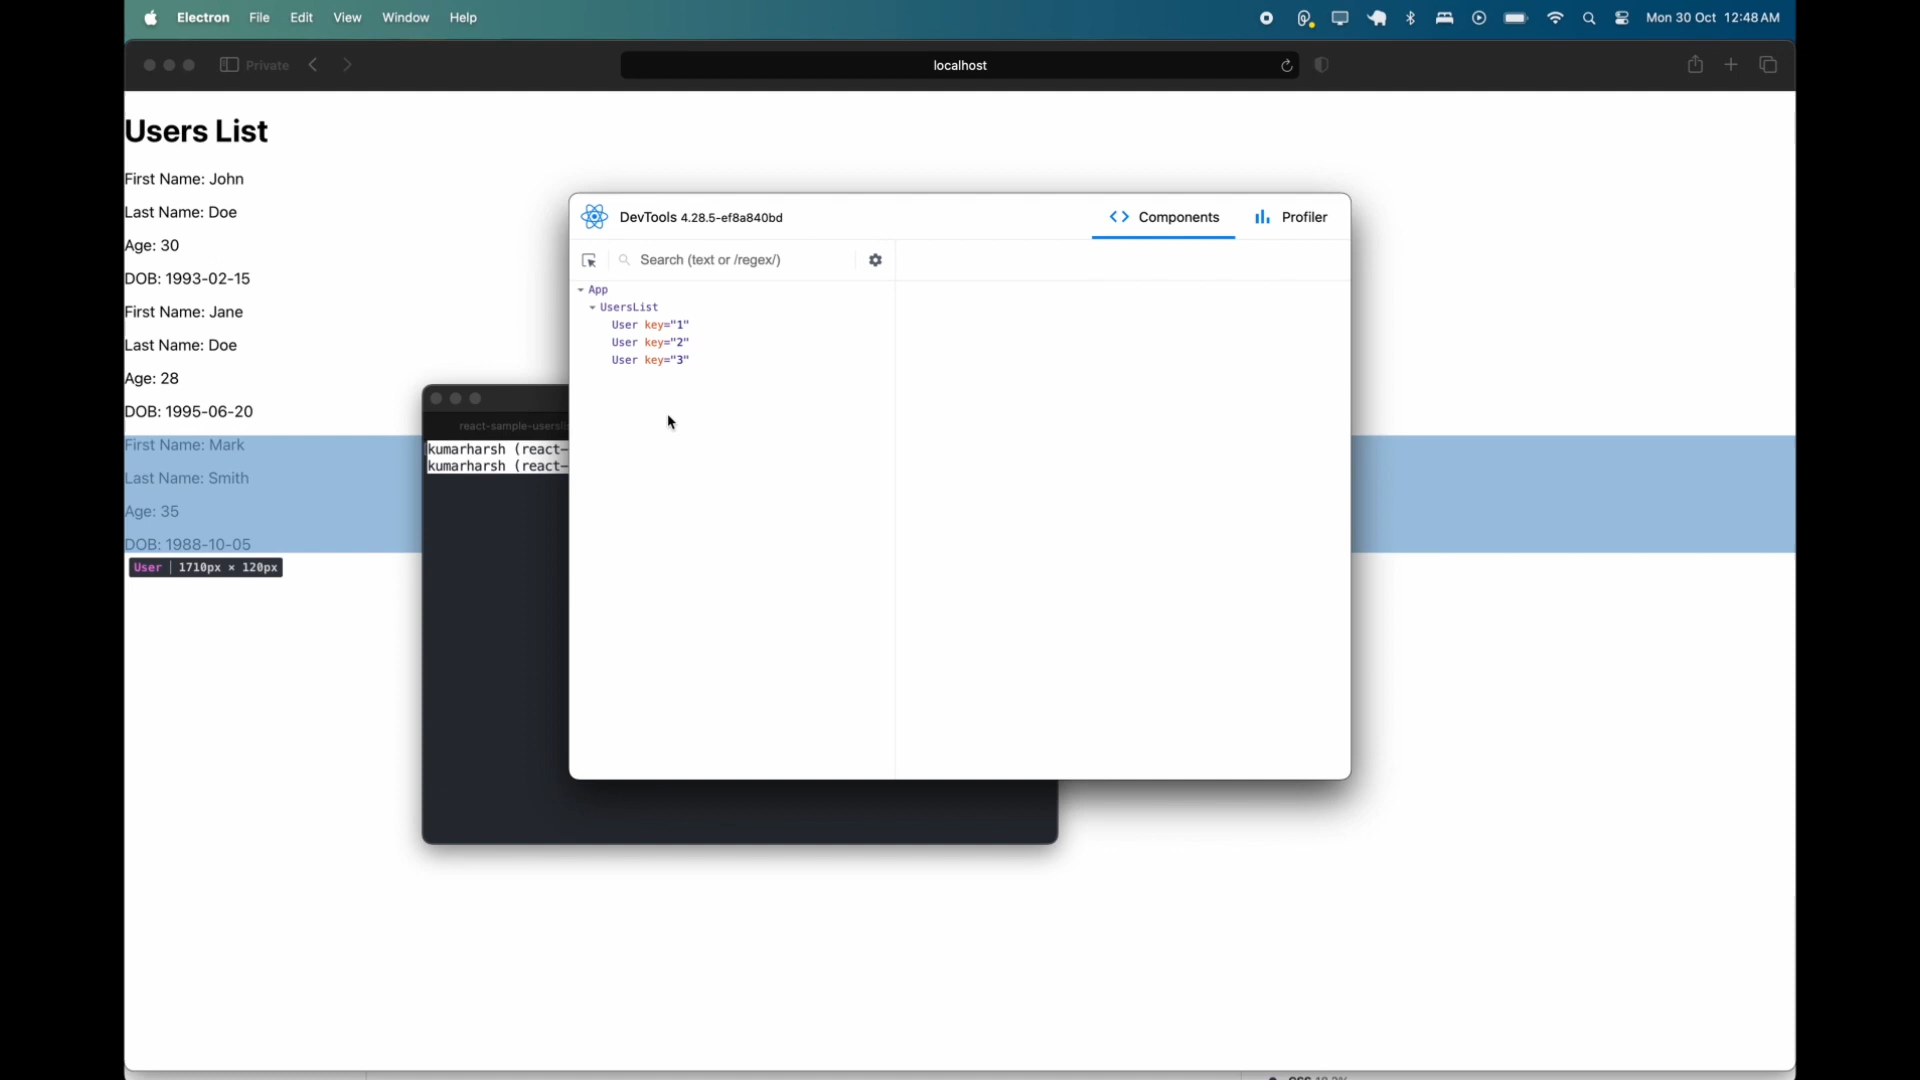 Electron File Edit View Window Help
Mon 30 Oct 12:48 AM
Private
localhost
Users List
First Name: John
Last Name: Doe
Age: 30
DOB: 1993-02-15
First Name: Jane
Last Name: Doe
Age: 28
DOB: 1995-06-20
First Name: Mark
Last Name: Smith
Age: 35
DOB: 1988-10-05
User 1710px × 120px
react-sample-usersli
kumarharsh (react-
kumarharsh (react-
DevTools 4.28.5-ef8a840bd
Components
Profiler
Search (text or /regex/)
App
UsersList
User key="1"
User key="2"
User key="3"